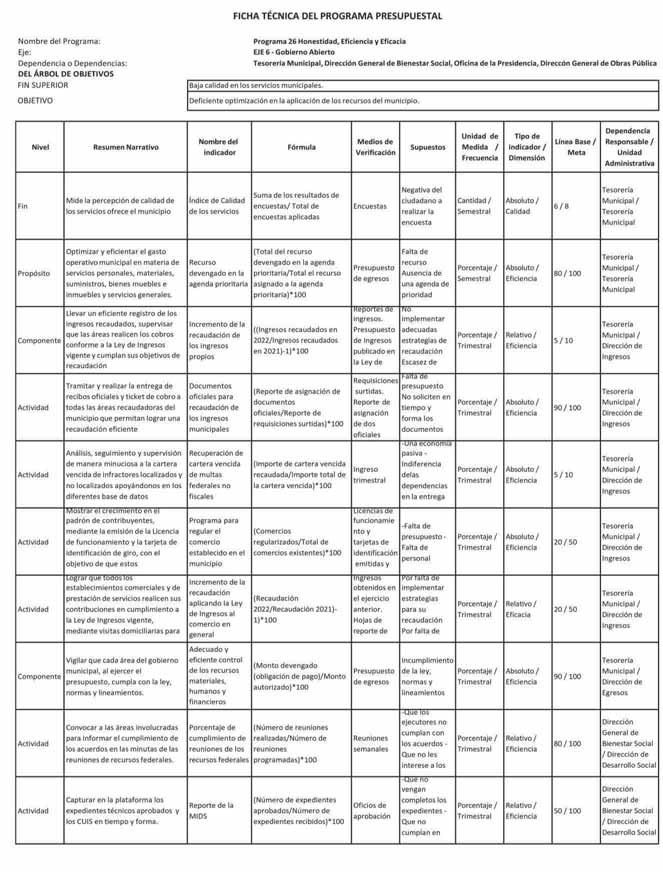 FICHA TÉCNICA DEL PROGRAMA PRESUPUESTAL
Nombre del Programa: Programa 26 Honestidad, Eficiencia y Eficacia
Eje: EJE 6 - Gobierno Abierto
Dependencia o Dependencias: Tesorería Municipal, Dirección General de Bienestar Social, Oficina de la Presidencia, Direccón General de Obras Pública
DEL ÁRBOL DE OBJETIVOS
FIN SUPERIOR Baja calidad en los servicios municipales.
OBJETIVO Deficiente optimización en la aplicación de los recursos del municipio.
Nivel
Resumen Narrativo
Nombre del
indicador
Fórmula
Medios de
Verificación
Supuestos
Unidad de
Medida /
Frecuencia
Tipo de
indicador /
Dimensión
Línea Base /
Meta
Dependencia
Responsable /
Unidad
Administrativa
Fin
Mide la percepción de calidad de
los servicios ofrece el municipio
Índice de Calidad
de los servicios
Suma de los resultados de
encuestas/ Total de
encuestas aplicadas
Encuestas
Negativa del
ciudadano a
realizar la
encuesta
Cantidad /
Semestral
Absoluto /
Calidad
6 / 8
Tesorería
Municipal /
Tesorería
Municipal
Propósito
Optimizar y eficientar el gasto
operativo municipal en materia de
servicios personales, materiales,
suministros, bienes muebles e
inmuebles y servicios generales.
Recurso
devengado en la
agenda prioritaria
(Total del recurso
devengado en la agenda
prioritaria/Total el recurso
asignado a la agenda
prioritaria)*100
Presupuesto
de egresos
Falta de
recurso
Ausencia de
una agenda de
prioridad
Porcentaje /
Semestral
Absoluto /
Eficiencia
80 / 100
Tesorería
Municipal /
Tesorería
Municipal
Componente
Llevar un eficiente registro de los
ingresos recaudados, supervisar
que las áreas realicen los cobros
conforme a la Ley de Ingresos
vigente y cumplan sus objetivos de
recaudación
Incremento de la
recaudación de
los ingresos
propios
((Ingresos recaudados en
2022/Ingresos recaudados
en 2021)-1)*100
Reportes de
ingresos.
Presupuesto
de Ingresos
publicado en
la Ley de
No
implementar
adecuadas
estrategias de
recaudación
Escasez de
Porcentaje /
Trimestral
Relativo /
Eficiencia
5 / 10
Tesorería
Municipal /
Dirección de
Ingresos
Actividad
Tramitar y realizar la entrega de
recibos oficiales y ticket de cobro a
todas las áreas recaudadoras del
municipio que permitan lograr una
recaudación eficiente
Documentos
oficiales para
recaudación de
los ingresos
municipales
(Reporte de asignación de
documentos
oficiales/Reporte de
requisiciones surtidas)*100
Requisiciones
surtidas.
Reporte de
asignación
de dos
oficiales
Falta de
presupuesto
No soliciten en
tiempo y
forma los
documentos
Porcentaje /
Trimestral
Absoluto /
Eficiencia
90 / 100
Tesorería
Municipal /
Dirección de
Ingresos
Actividad
Análisis, seguimiento y supervisión
de manera minuciosa a la cartera
vencida de infractores localizados y
no localizados apoyándonos en los
diferentes base de datos
Recuperación de
cartera vencida
de multas
federales no
fiscales
(Importe de cartera vencida
recaudada/Importe total de
la cartera vencida)*100
Ingreso
trimestral
-Una economía
pasiva -
Indiferencia
delas
dependencias
en la entrega
Porcentaje /
Trimestral
Absoluto /
Eficiencia
5 / 10
Tesorería
Municipal /
Dirección de
Ingresos
Actividad
Mostrar el crecimiento en el
padrón de contribuyentes,
mediante la emisión de la Licencia
de funcionamiento y la tarjeta de
identificación de giro, con el
objetivo de que estos
Programa para
regular el
comercio
establecido en el
municipio
(Comercios
regularizados/Total de
comercios existentes)*100
Licencias de
funcionamie
nto y
tarjetas de
identificación
emitidas y
-Falta de
presupuesto -
Falta de
personal
Porcentaje /
Trimestral
Absoluto /
Eficiencia
20 / 50
Tesorería
Municipal /
Dirección de
Ingresos
Actividad
Lograr que todos los
establecimientos comerciales y de
prestación de servicios realicen sus
contribuciones en cumplimiento a
la Ley de Ingresos vigente,
mediante visitas domiciliarias para
Incremento de la
recaudación
aplicando la Ley
de Ingresos al
comercio en
general
(Recaudación
2022/Recaudación 2021)-
1)*100
Ingresos
obtenidos en
el ejercicio
anterior.
Hojas de
reporte de
Por falta de
implementar
estrategias
para su
recaudación
Por falta de
Porcentaje /
Trimestral
Relativo /
Eficacia
20 / 50
Tesorería
Municipal /
Dirección de
Ingresos
Componente
Vigilar que cada área del gobierno
municipal, al ejercer el
presupuesto, cumpla con la ley,
normas y lineamientos.
Adecuado y
eficiente control
de los recursos
materiales,
humanos y
financieros
(Monto devengado
(obligación de pago)/Monto
autorizado)*100
Presupuesto
de egresos
Incumplimiento
de la ley,
normas y
lineamientos
Porcentaje /
Trimestral
Absoluto /
Eficiencia
90 / 100
Tesorería
Municipal /
Dirección de
Egresos
Actividad
Convocar a las áreas involucradas
para informar el cumplimiento de
los acuerdos en las minutas de las
reuniones de recursos federales.
Porcentaje de
cumplimiento de
reuniones de los
recursos federales
(Número de reuniones
realizadas/Número de
reuniones
programadas)*100
Reuniones
semanales
-Que los
ejecutores no
cumplan con
los acuerdos -
Que no les
interese a los
Porcentaje /
Trimestral
Relativo /
Eficiencia
80 / 100
Dirección
General de
Bienestar Social
/ Dirección de
Desarrollo Social
Actividad
Capturar en la plataforma los
expedientes técnicos aprobados y
los CUIS en tiempo y forma.
Reporte de la
MIDS
(Número de expedientes
aprobados/Número de
expedientes recibidos)*100
Oficios de
aprobación
-Que no
vengan
completos los
expedientes -
Que no
cumplan en
Porcentaje /
Trimestral
Relativo /
Eficiencia
50 / 100
Dirección
General de
Bienestar Social
/ Dirección de
Desarrollo Social